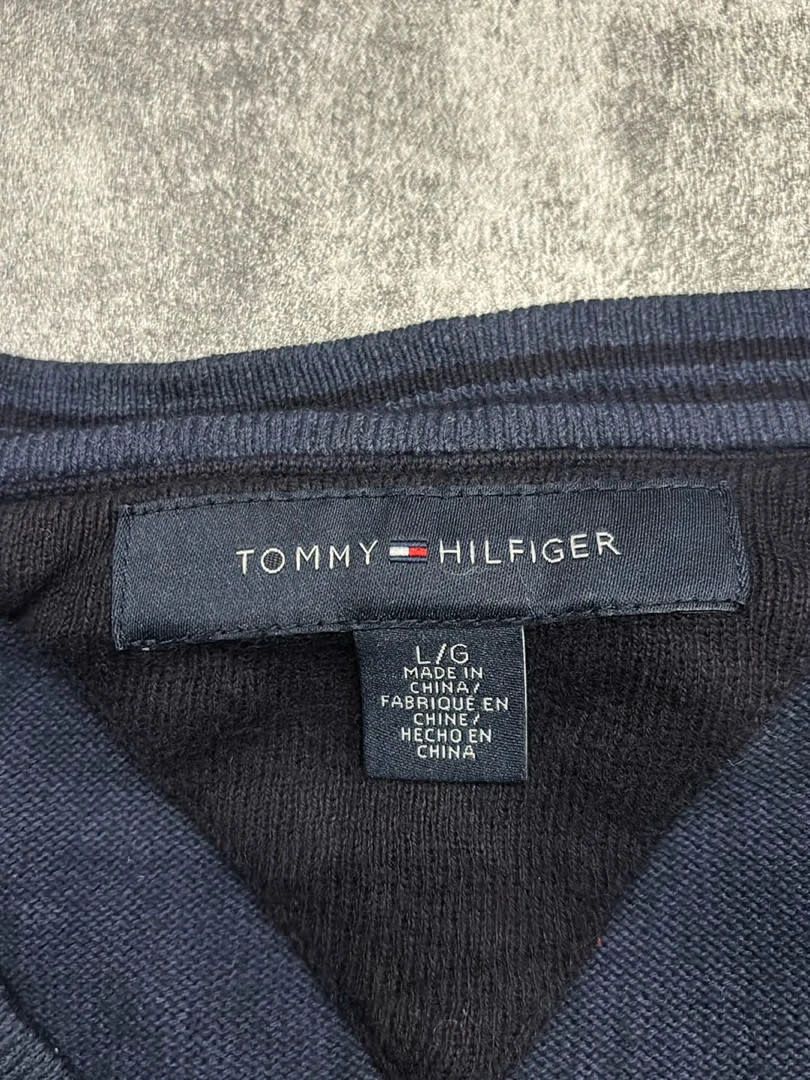 TOMMY HILFIGER
L/G
MADE IN
CHINA/
FABRIQUÉ EN
CHINE/
HECHO EN
CHINA